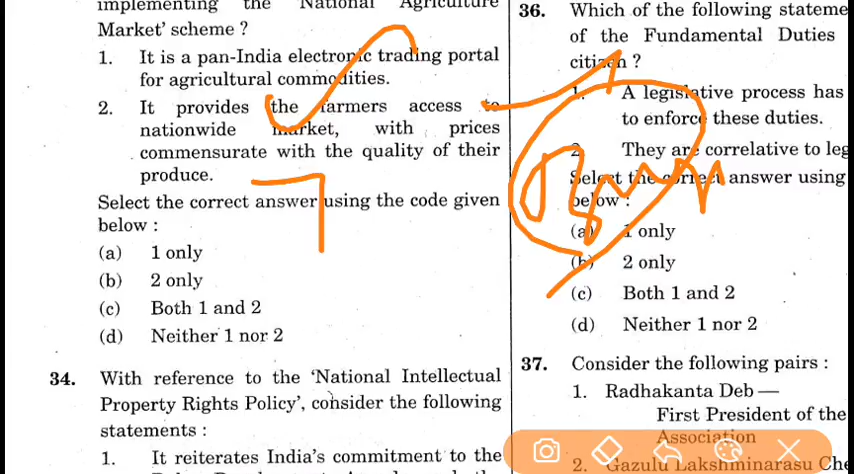 implementing the National Agriculture
Market' scheme ?
1. It is a pan-India electronic trading portal
for agricultural commodities.
2. It provides the farmers access to
nationwide market, with prices
commensurate with the quality of their
produce.
Select the correct answer using the code given
below :
(a) 1 only
(b) 2 only
(c) Both 1 and 2
(d) Neither 1 nor 2
34. With reference to the 'National Intellectual
Property Rights Policy', consider the following
statements :
1. It reiterates India's commitment to the
36. Which of the following stateme
of the Fundamental Duties
citizen ?
1. A legislative process has
to enforce these duties.
2. They are correlative to leg
Select the correct answer using
below :
(a) 1 only
(b) 2 only
(c) Both 1 and 2
(d) Neither 1 nor 2
37. Consider the following pairs :
1. Radhakanta Deb —
First President of the
Association
2. Gazulu Lakshminarasu Che